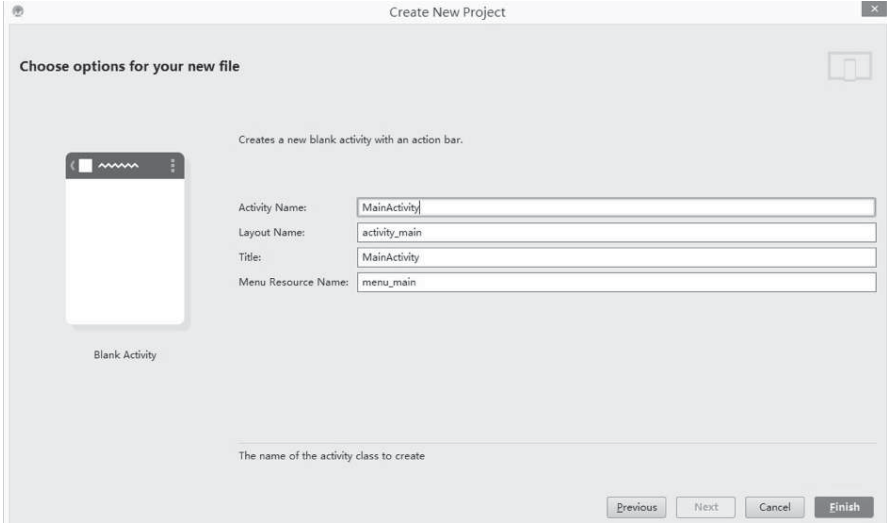 Create New Project
Choose options for your new file
Creates a new blank activity with an action bar.
Activity Name: MainActivity
Layout Name: activity_main
Title: MainActivity
Menu Resource Name: menu_main
Blank Activity
The name of the activity class to create
Previous Next Cancel Finish